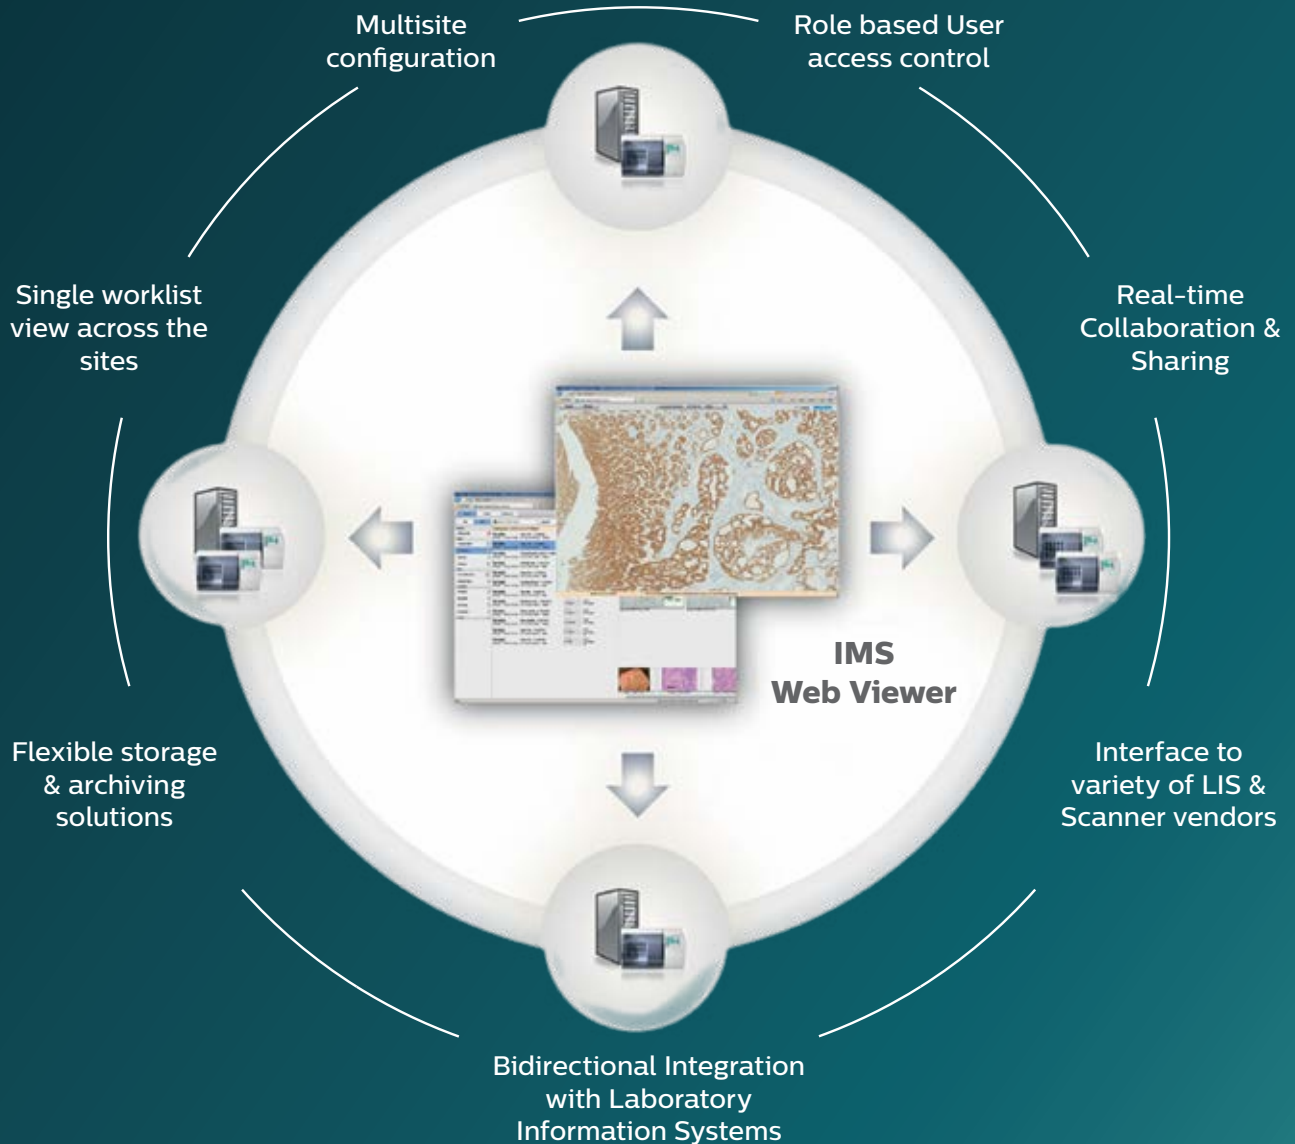 Multisite
configuration
Role based User
access control
Single worklist
view across the
sites
Real-time
Collaboration &
Sharing
IMS
Web Viewer
Flexible storage
& archiving
solutions
Interface to
variety of LIS &
Scanner vendors
Bidirectional Integration
with Laboratory
Information Systems